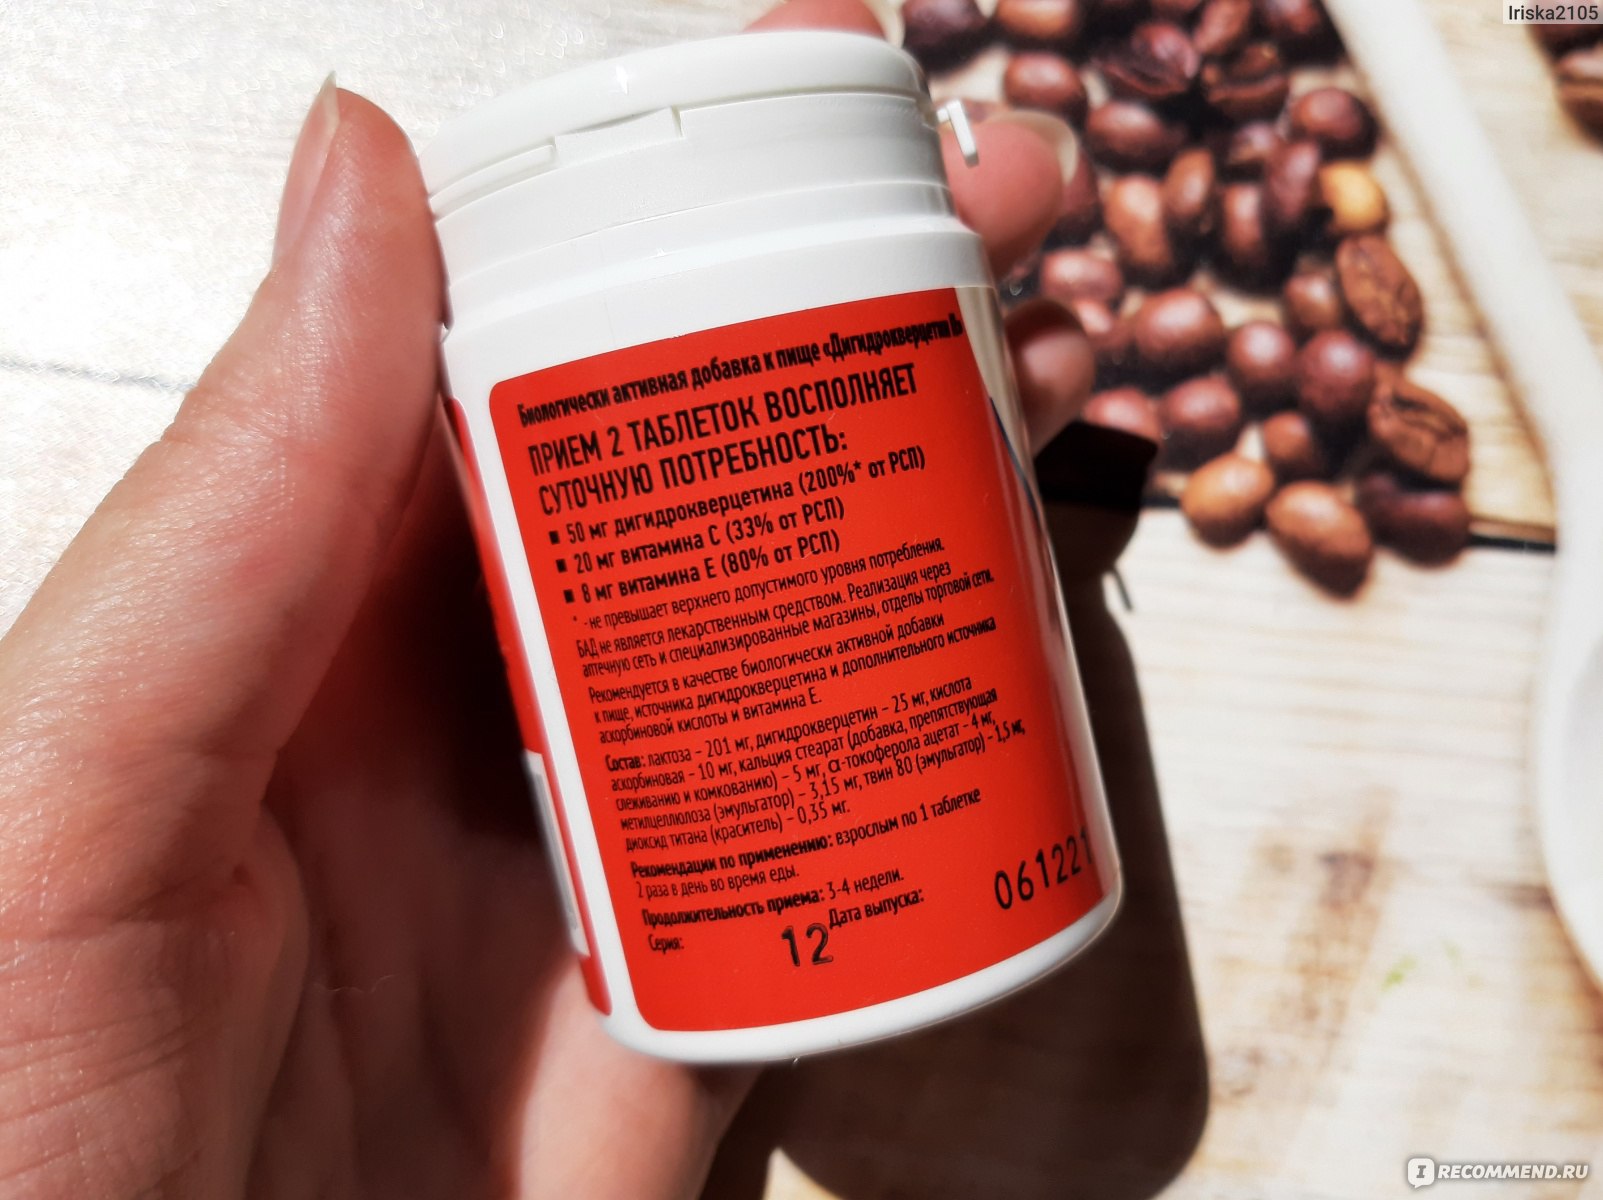 Iriska2105
Биологически активная добавка к пище «Дигидрокверцетин
ПРИЕМ 2 ТАБЛЕТОК ВОСПОЛНЯЕТ
СУТОЧНУЮ ПОТРЕБНОСТЬ:
■ 50 мг дигидрокверцетина (200%* от РСП)
■ 20 мг витамина С (33% от РСП)
■ 8 мг витамина Е (80% от РСП)
* - не превышает верхнего допустимого уровня потребления.
БАД не является лекарственным средством. Реализация через
аптечную сеть и специализированные магазины, отделы торговой сети.
Рекомендуется в качестве биологически активной добавки
к пище, источника дигидрокверцетина и дополнительного источника
аскорбиновой кислоты и витамина Е.
Состав: лактоза – 201 мг, дигидрокверцетин – 25 мг, кислота
аскорбиновая – 10 мг, кальция стеарат (добавка, препятствующая
слеживанию и комкованию) – 5 мг, α-токоферола ацетат – 4 мг,
метилцеллюлоза (эмульгатор) – 3,15 мг, твин 80 (эмульгатор) – 1,5 мг,
диоксид титана (краситель) – 0,35 мг.
Рекомендации по применению: взрослым по 1 таблетке
2 раза в день во время еды.
Продолжительность приема: 3-4 недели.
Серия: 12 Дата выпуска: 061221
IRECOMMEND.RU